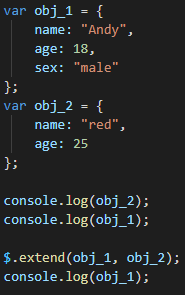 var obj_1 = {
    name: "Andy",
    age: 18,
    sex: "male"
};
var obj_2 = {
    name: "red",
    age: 25
};

console.log(obj_2);
console.log(obj_1);

$.extend(obj_1, obj_2);
console.log(obj_1);